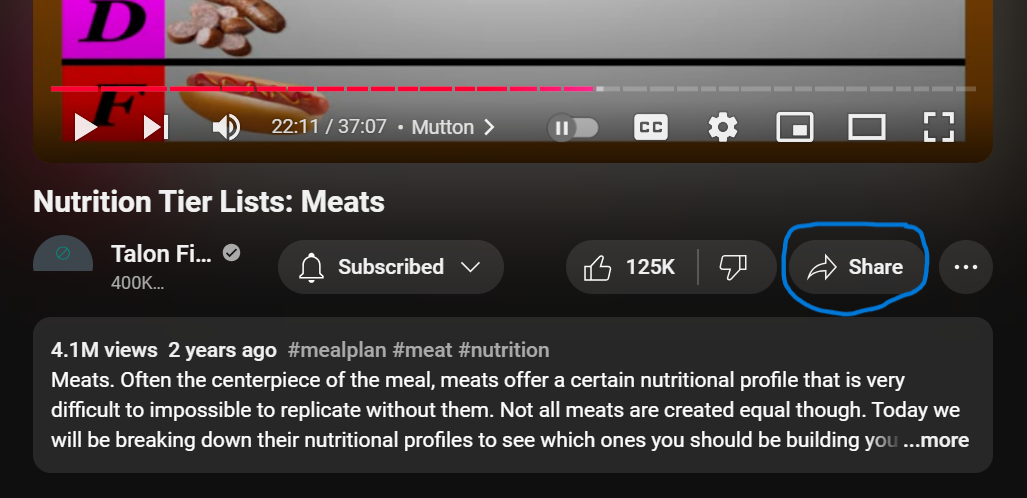 D
F
22:11 / 37:07 • Mutton
CC
Nutrition Tier Lists: Meats
Talon Fi...
400K...
Subscribed
125K
Share
4.1M views 2 years ago #mealplan #meat #nutrition
Meats. Often the centerpiece of the meal, meats offer a certain nutritional profile that is very
difficult to impossible to replicate without them. Not all meats are created equal though. Today we
will be breaking down their nutritional profiles to see which ones you should be building you ...more